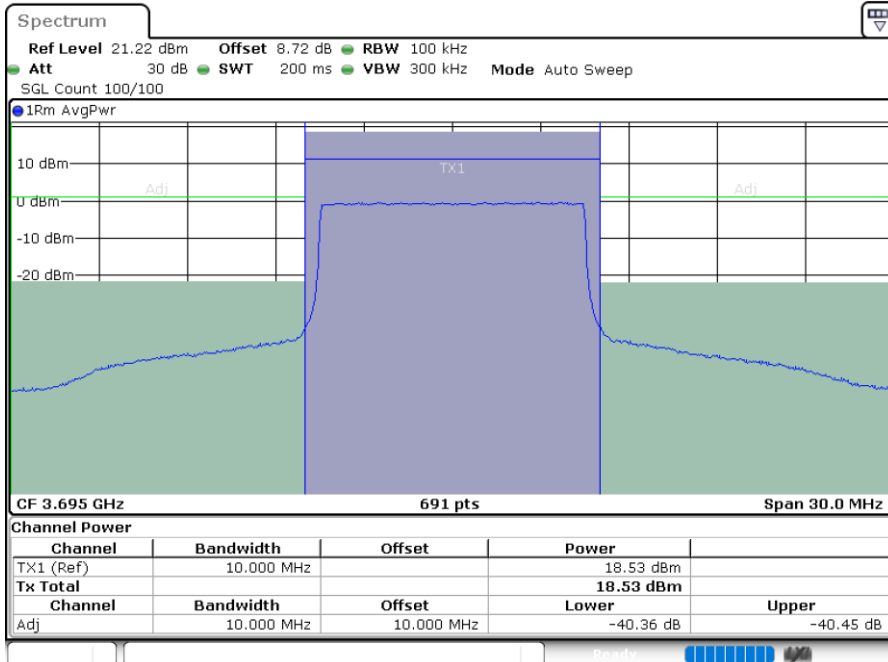 Spectrum
Ref Level 21.22 dBm Offset 8.72 dB RBW 100 kHz
Att 30 dB SWT 200 ms VBW 300 kHz Mode Auto Sweep
SGL Count 100/100
1Rm AvgPwr
10 dBm
TX1
Adj Adj
0 dBm
-10 dBm
-20 dBm
CF 3.695 GHz 691 pts Span 30.0 MHz
Channel Power
Channel Bandwidth Offset Power
TX1 (Ref) 10.000 MHz 18.53 dBm
Tx Total 18.53 dBm
Channel Bandwidth Offset Lower Upper
Adj 10.000 MHz 10.000 MHz -40.36 dB -40.45 dB
Ready